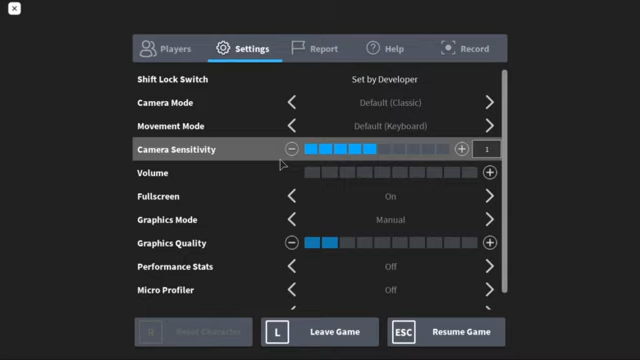 Players Settings Report Help Record
Shift Lock Switch Set by Developer
Camera Mode Default (Classic)
Movement Mode Default (Keyboard)
Camera Sensitivity 1
Volume
Fullscreen On
Graphics Mode Manual
Graphics Quality
Performance Stats Off
Micro Profiler Off
R Reset Character L Leave Game ESC Resume Game